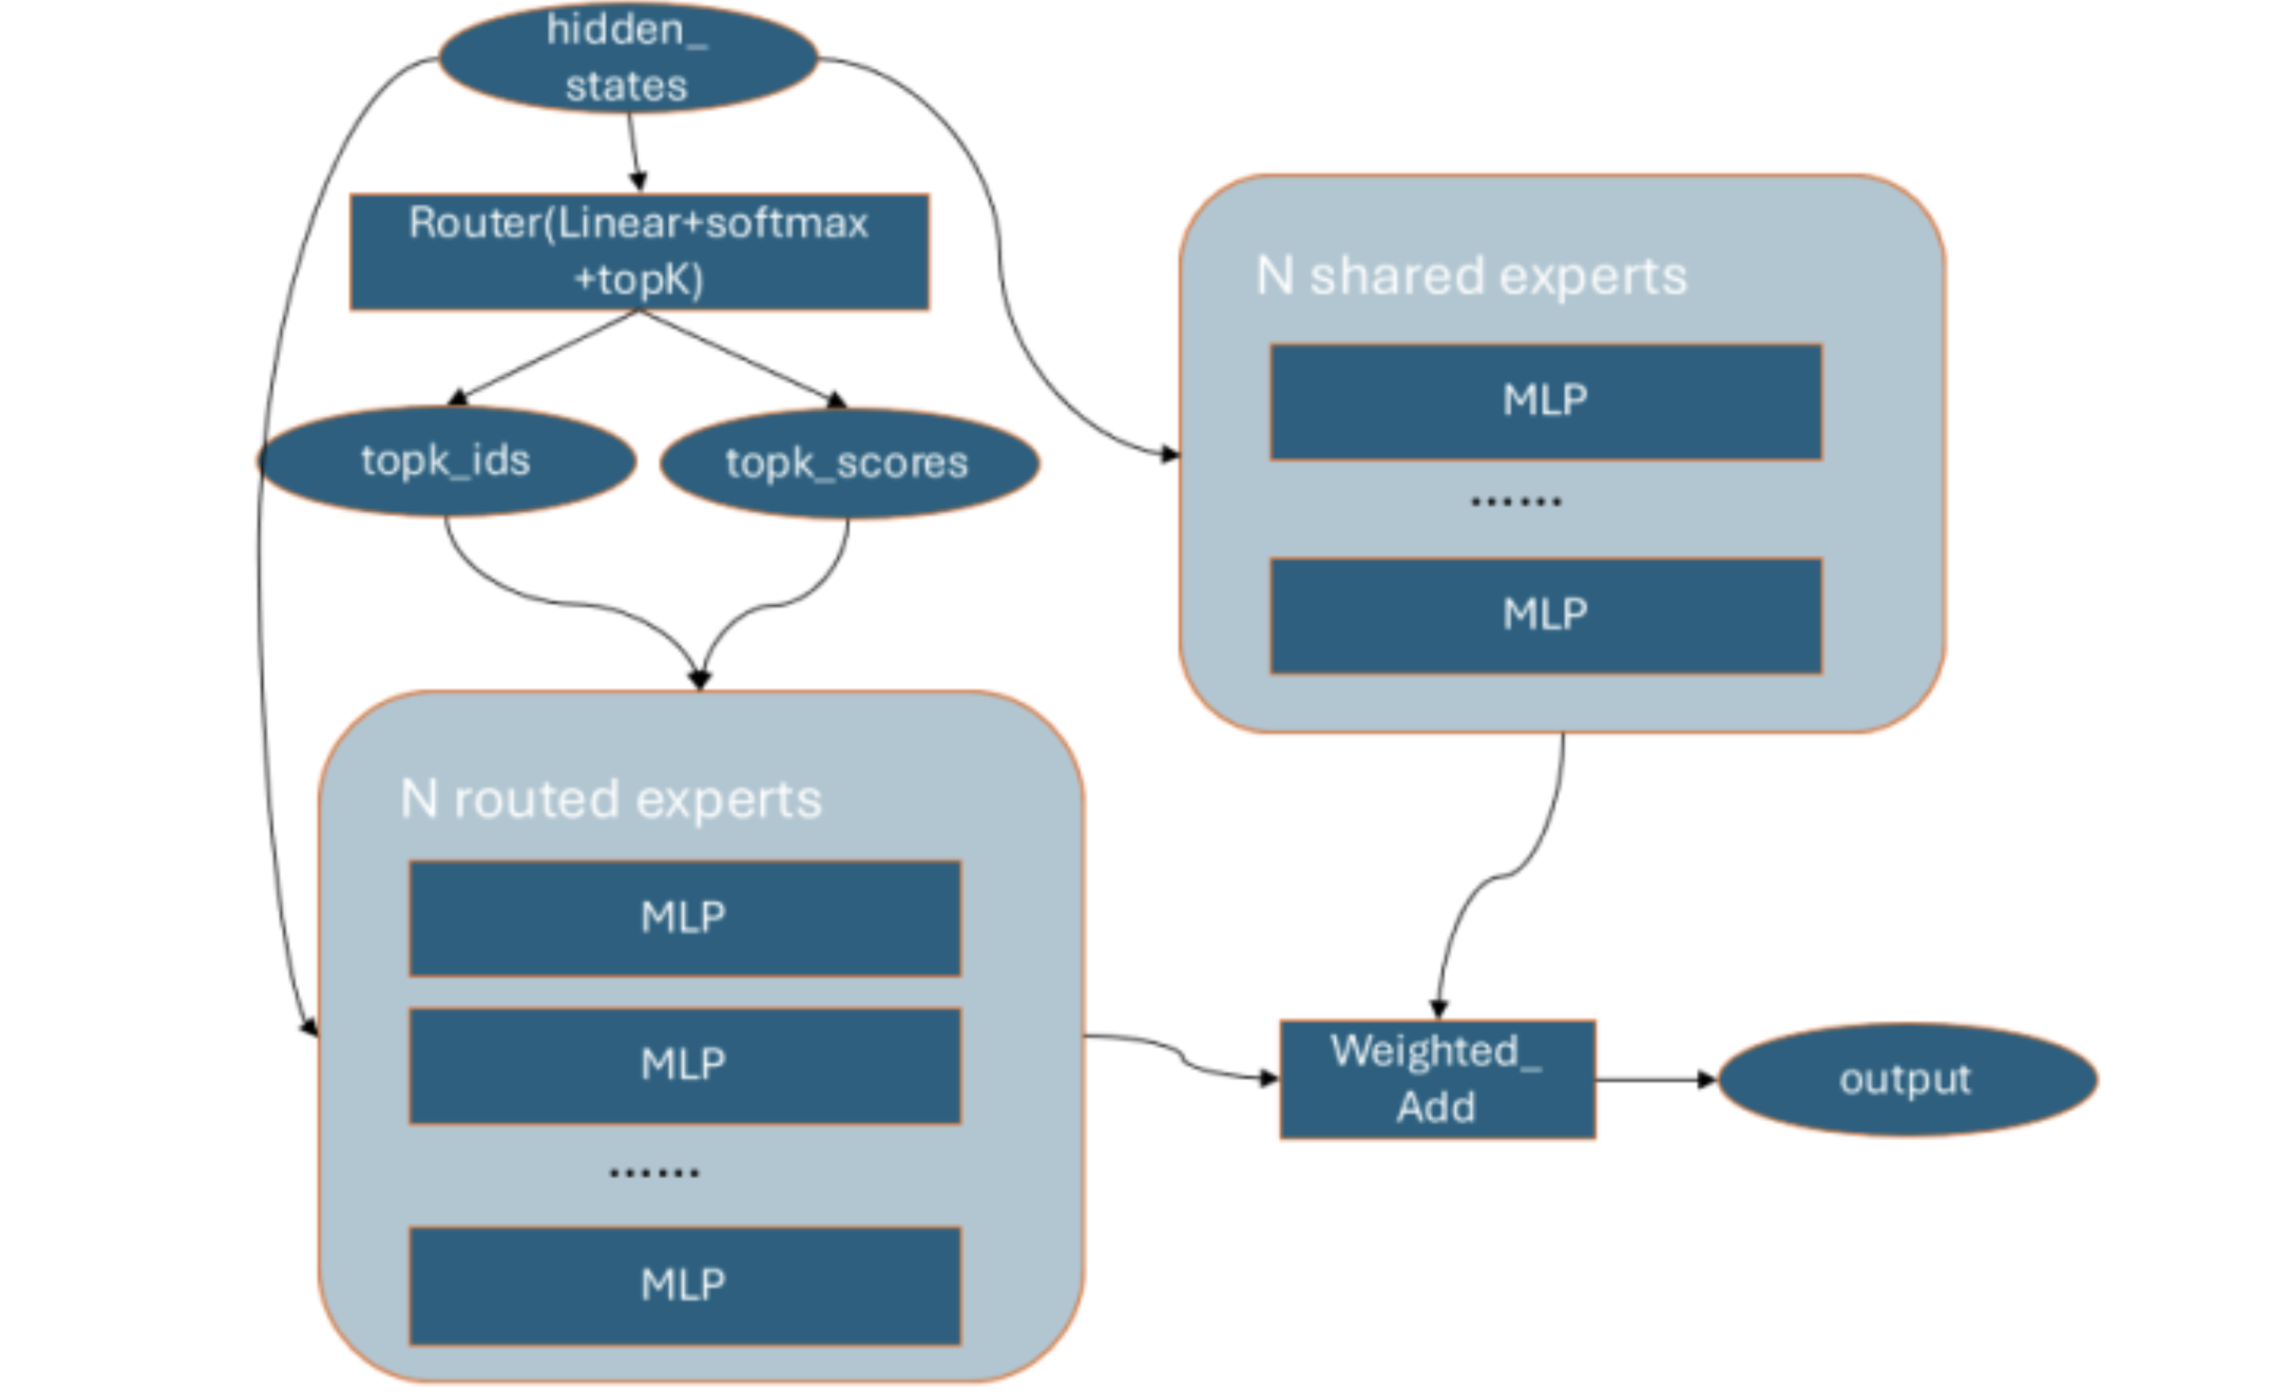 hidden_
states
Router(Linear+softmax
+topK)
topk_ids
topk_scores
N shared experts
MLP
......
MLP
N routed experts
MLP
MLP
......
MLP
Weighted_
Add
output